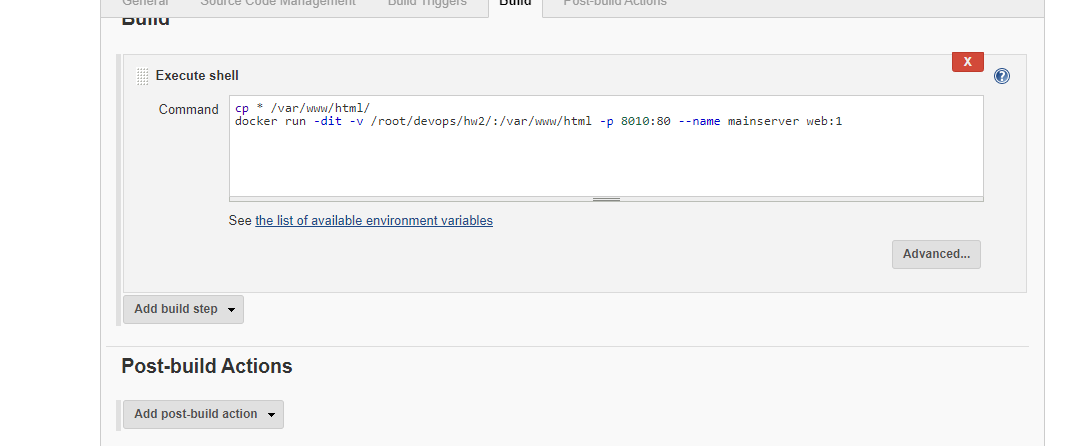 General Source Code Management Build Triggers Build Post-build Actions
Build
X
Execute shell
?
Command
cp * /var/www/html/
docker run -dit -v /root/devops/hw2/:/var/www/html -p 8010:80 --name mainserver web:1
See the list of available environment variables
Advanced...
Add build step
Post-build Actions
Add post-build action